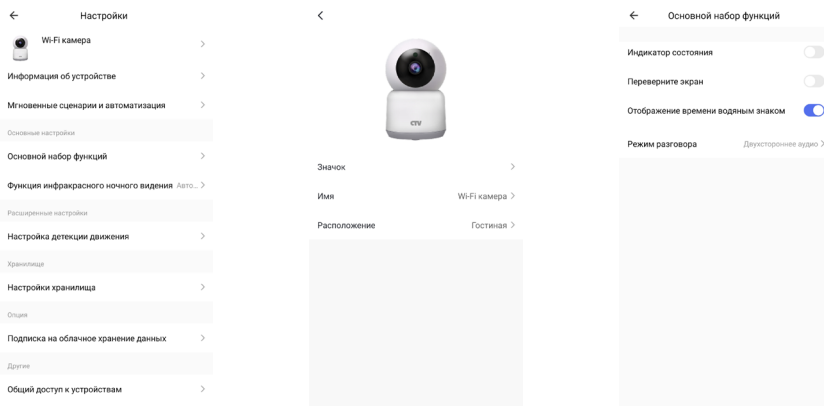 Настройки
Wi-Fi камера
Информация об устройстве
Мгновенные сценарии и автоматизация
Основные настройки
Основной набор функций
Функция инфракрасного ночного видения Авто...
Расширенные настройки
Настройка детекции движения
Хранилище
Настройки хранилища
Опция
Подписка на облачное хранение данных
Другие
Общий доступ к устройствам
CTV
Значок
Имя Wi-Fi камера
Расположение Гостиная
Основной набор функций
Индикатор состояния
Переверните экран
Отображение времени водяным знаком
Режим разговора Двухстороннее аудио